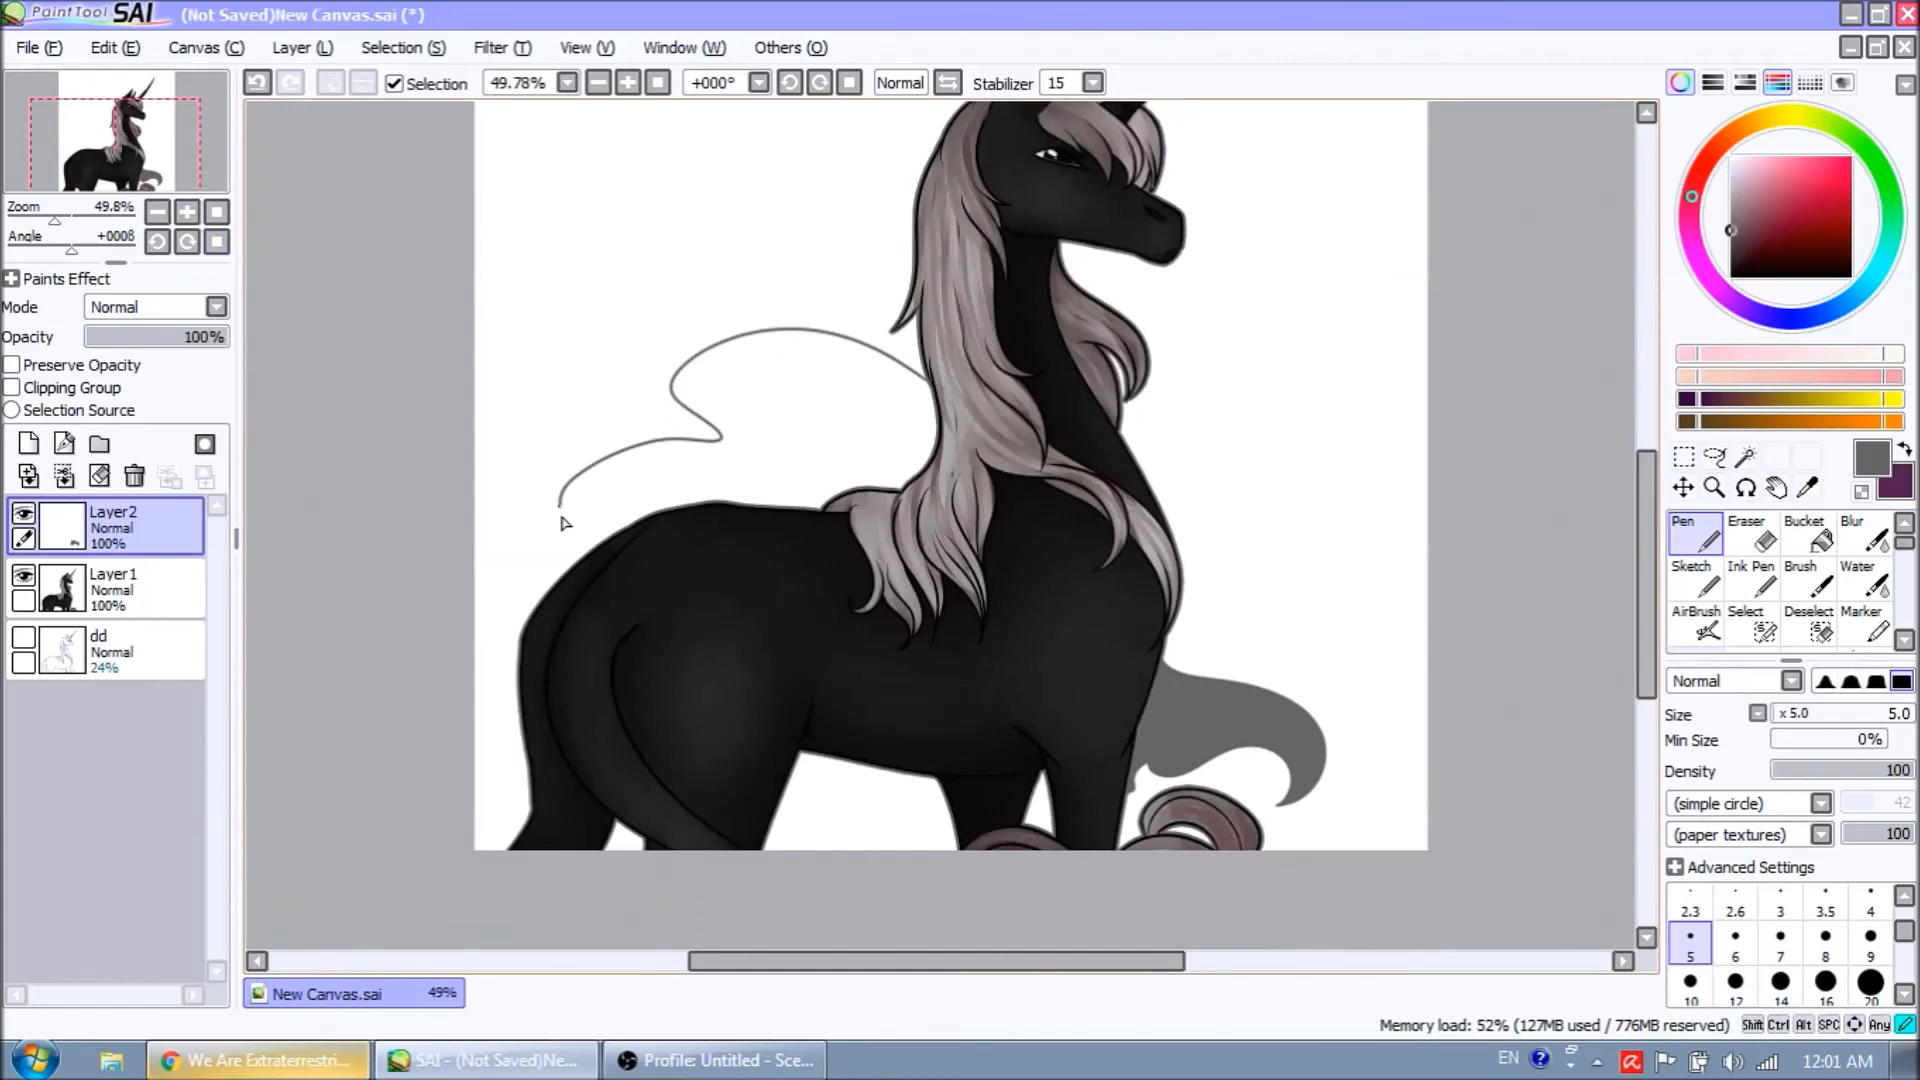 PaintTool SAI (Not Saved)New Canvas.sai (*)
File (F) Edit (E) Canvas (C) Layer (L) Selection (S) Filter (T) View (V) Window (W) Others (O)
Selection 49.78% +000° Normal Stabilizer 15
Zoom 49.8%
Angle +000ß
Paints Effect
Mode Normal
Opacity 100%
Preserve Opacity
Clipping Group
Selection Source
Layer2
Normal
100%
Layer1
Normal
100%
dd
Normal
24%
Pen Eraser Bucket Blur
Sketch Ink Pen Brush Water
AirBrush Select Deselect Marker
Normal
Size x 5.0 5.0
Min Size 0%
Density 100
(simple circle) 42
(paper textures) 100
Advanced Settings
2.3 2.6 3 3.5 4
5 6 7 8 9
10 12 14 16 20
New Canvas.sai 49%
Memory load: 52% (127MB used / 776MB reserved) Shift Ctrl Alt SPC Any
We Are Extraterrestri... SAI - (Not Saved)Ne... Profile: Untitled - Sce... EN 12:01 AM